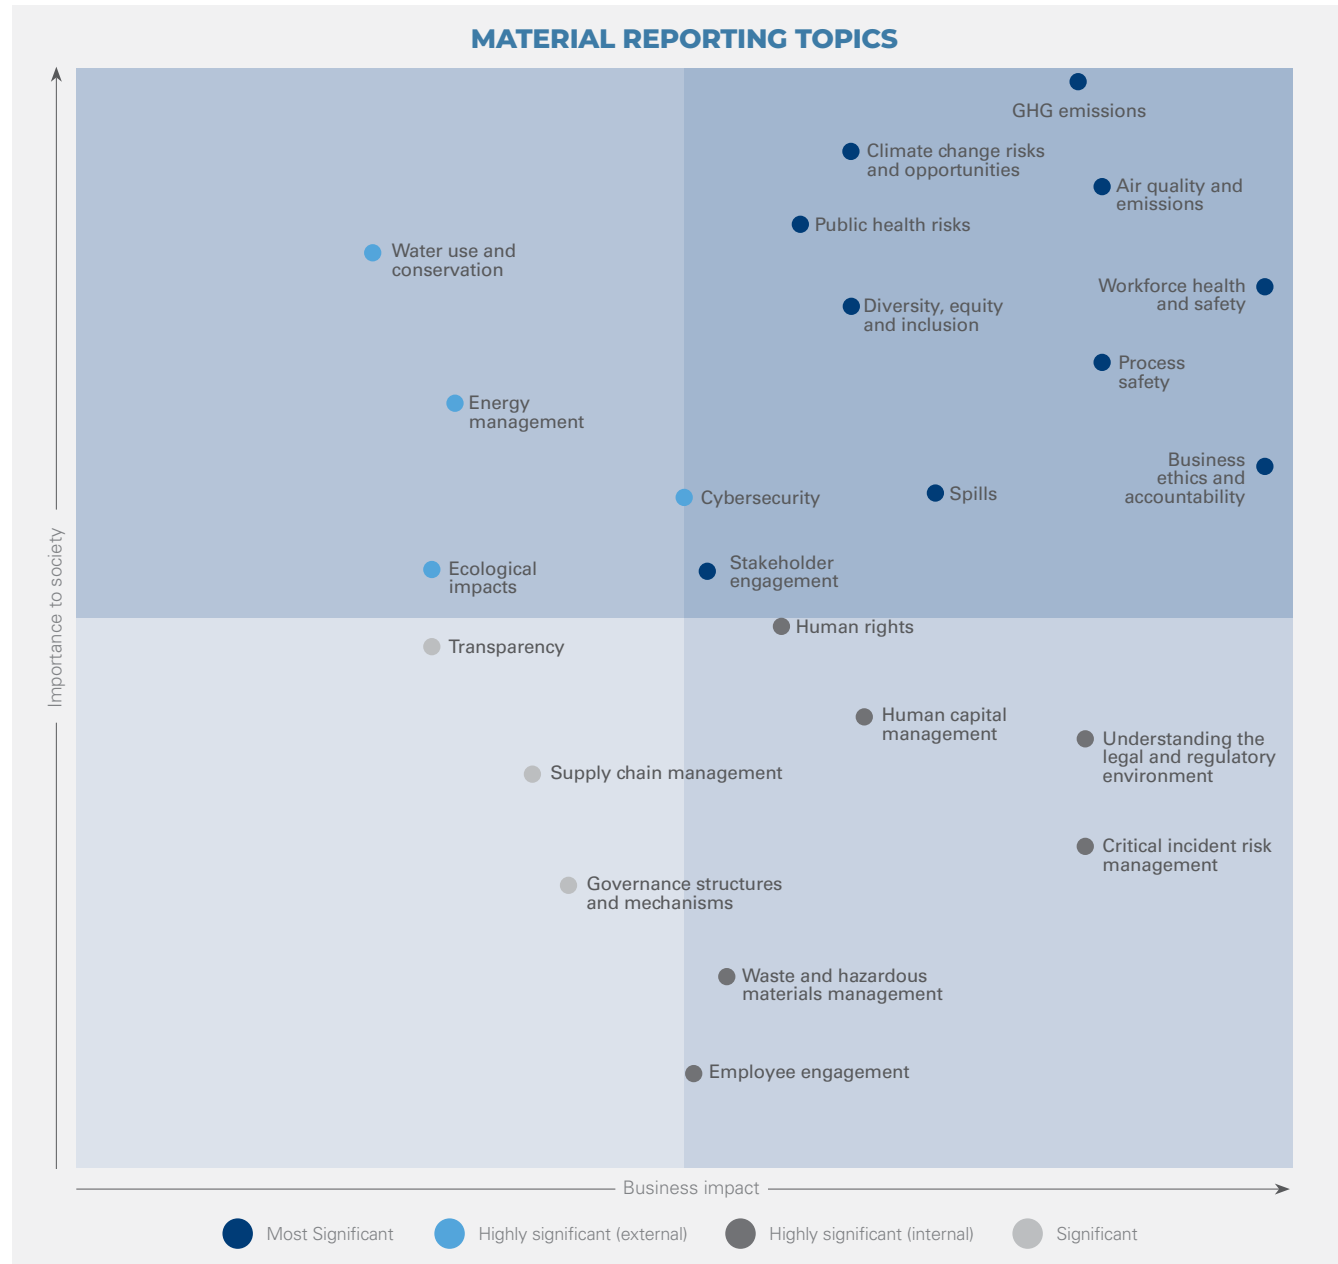 MATERIAL REPORTING TOPICS
GHG emissions
Climate change risks
and opportunities
Air quality and
emissions
Public health risks
Water use and
conservation
Workforce health
and safety
Diversity, equity
and inclusion
Process
safety
Energy
management
Business
ethics and
accountability
Cybersecurity
Spills
Stakeholder
engagement
Ecological
impacts
Importance to society
Human rights
Transparency
Human capital
management
Understanding the
legal and regulatory
environment
Supply chain management
Critical incident risk
management
Governance structures
and mechanisms
Waste and hazardous
materials management
Employee engagement
Business impact
Most Significant
Highly significant (external)
Highly significant (internal)
Significant